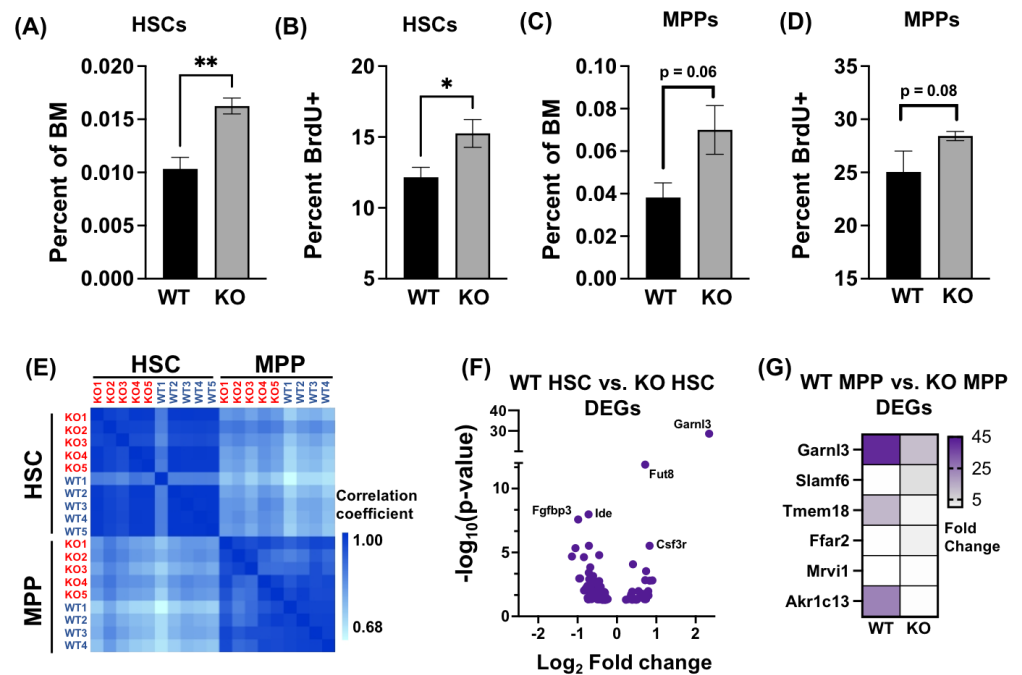 (A)
HSCs
**
Percent of BM
0.020
0.015
0.010
0.005
0.000
WT KO
(B)
HSCs
*
Percent BrdU+
20
15
10
5
WT KO
(C)
MPPs
p = 0.06
Percent of BM
0.10
0.08
0.06
0.04
0.02
0.00
WT KO
(D)
MPPs
p = 0.08
Percent BrdU+
35
30
25
20
15
WT KO
(E)
HSC MPP
KO1 KO2 KO3 KO4 KO5 WT1 WT2 WT3 WT4 WT5 KO1 KO2 KO3 KO4 KO5 WT1 WT2 WT3 WT4
HSC
KO1
KO2
KO3
KO4
KO5
WT1
WT2
WT3
WT4
WT5
MPP
KO1
KO2
KO3
KO4
KO5
WT1
WT2
WT3
WT4
Correlation
coefficient
1.00
0.68
(F)
WT HSC vs. KO HSC
DEGs
-log10(p-value)
40
30
10
5
0
Garnl3
Fut8
Fgfbp3
Ide
Csf3r
-2 -1 0 1 2
Log2 Fold change
(G)
WT MPP vs. KO MPP
DEGs
Garnl3
Slamf6
Tmem18
Ffar2
Mrvi1
Akr1c13
WT KO
45
25
5
Fold
Change